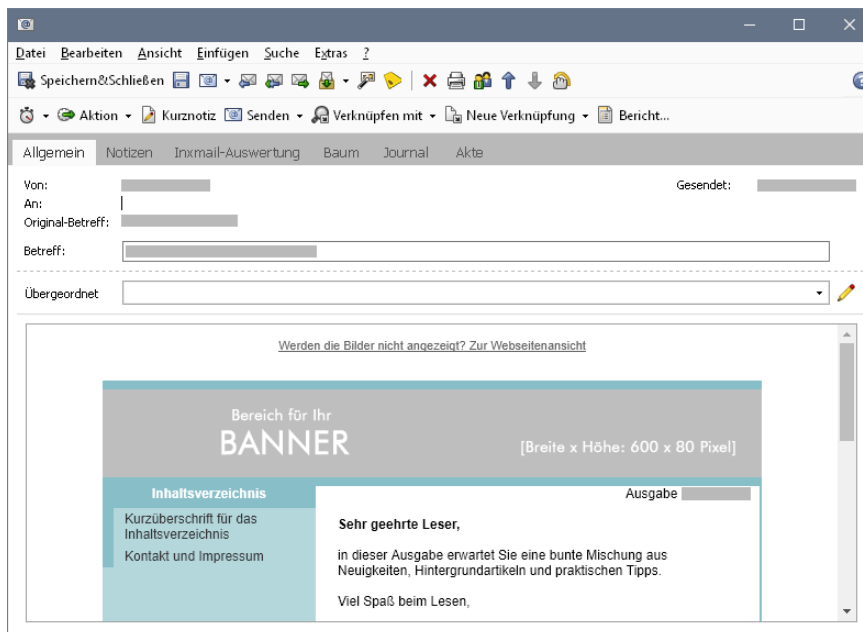 Datei Bearbeiten Ansicht Einfügen Suche Extras ?
Speichern&Schließen
Aktion Kurznotiz Senden Verknüpfen mit Neue Verknüpfung Bericht...
Allgemein Notizen Inxmail-Auswertung Baum Journal Akte
Von: Gesendet:
An:
Original-Betreff:
Betreff:
Übergeordnet
Werden die Bilder nicht angezeigt? Zur Webseitenansicht
Bereich für Ihr
BANNER [Breite x Höhe: 600 x 80 Pixel]
Inhaltsverzeichnis
Kurzüberschrift für das
Inhaltsverzeichnis
Kontakt und Impressum
Ausgabe
Sehr geehrte Leser,
in dieser Ausgabe erwartet Sie eine bunte Mischung aus
Neuigkeiten, Hintergrundartikeln und praktischen Tipps.
Viel Spaß beim Lesen,